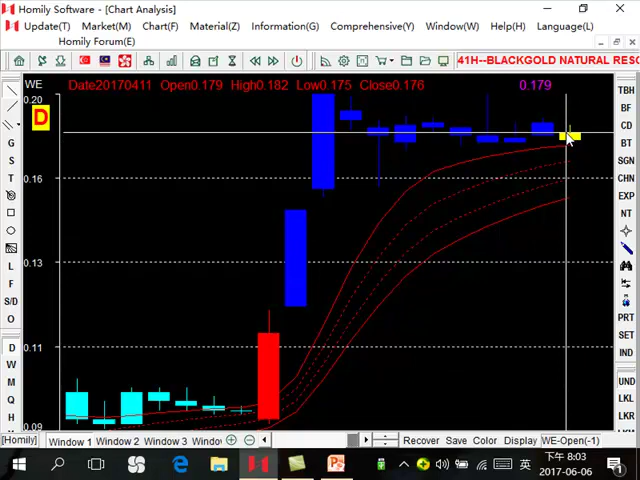 Homily Software - [Chart Analysis]
Update(T) Market(M) Chart(F) Material(Z) Information(G) Comprehensive(Y) Window(W) Help(H) Language(L)
Homily Forum(E)
41H--BLACKGOLD NATURAL RESO
WE Date20170411 Open0.179 High0.182 Low0.175 Close0.176 0.179
0.20
D
0.16
0.13
0.11
0.09
G
S
T
L
F
S/D
O
D
W
M
Q
H
TBH
BF
CD
BT
SGN
CHN
EXP
NT
PRT
SET
IND
UND
LKL
LKR
[Homily] Window 1 Window 2 Window 3 Windov Recover Save Color Display WE-Open(-1)
英 下午 8:03
2017-06-06
1